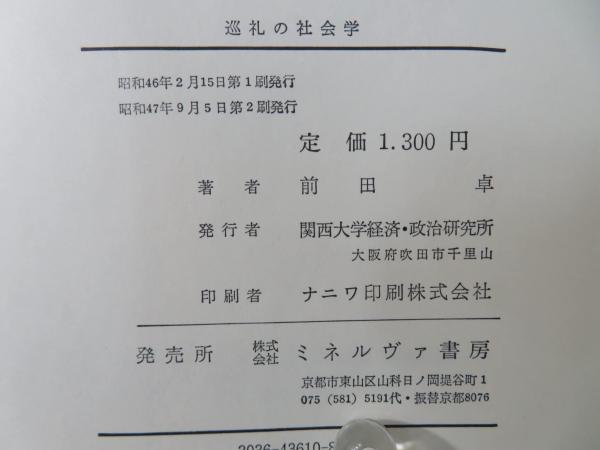 巡礼の社会学
昭和46年2月15日第1刷発行
昭和47年9月5日第2刷発行
定 価 1.300 円
著 者 前 田 卓
発行者 関西大学経済・政治研究所
大阪府吹田市千里山
印刷者 ナニワ印刷株式会社
発売所 株式会社 ミネルヴァ書房
京都市東山区山科日ノ岡堤谷町1
075 (581) 5191代・振替京都8076
2036-43610-8